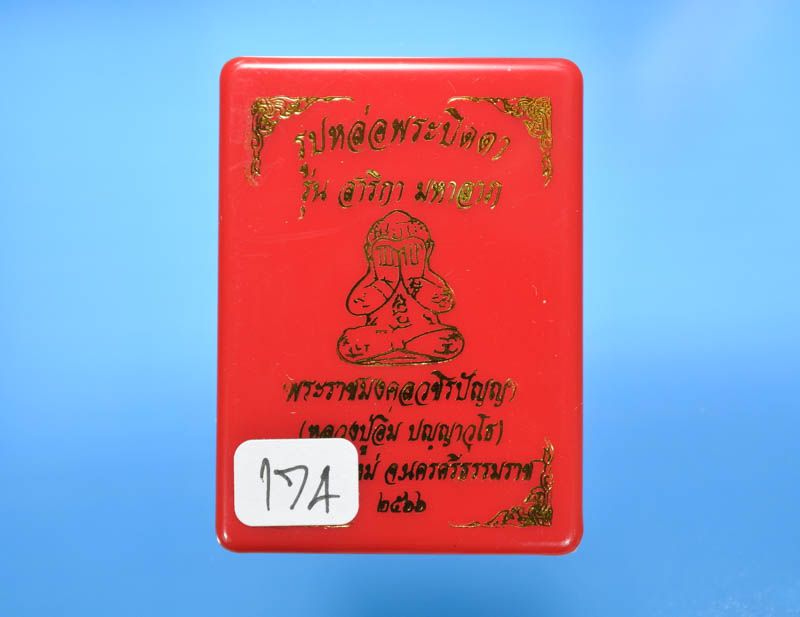 รูปหล่อพระปิดตา
รุ่น สาริกา มหาลาภ
พระราชมงคลวชิรปัญญา
(หลวงปู่อิ่ม ปญฺญาวุโธ)
จ.นครศรีธรรมราช
๒๕๖๖
17A